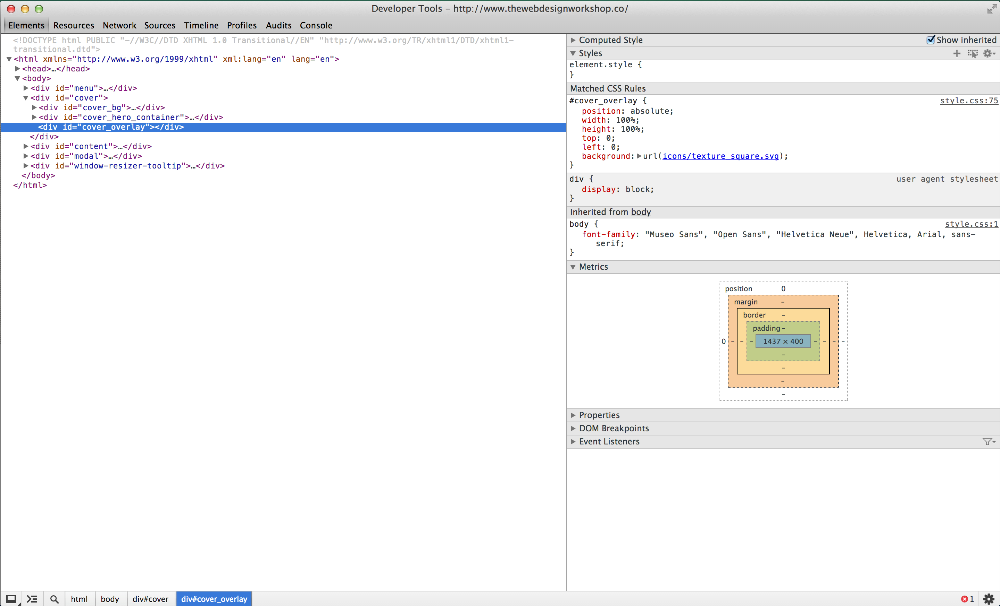 Developer Tools - http://www.thewebdesignworkshop.co/
Elements Resources Network Sources Timeline Profiles Audits Console
<!DOCTYPE html PUBLIC "-//W3C//DTD XHTML 1.0 Transitional//EN" "http://www.w3.org/TR/xhtml1/DTD/xhtml1-
transitional.dtd">
<html xmlns="http://www.w3.org/1999/xhtml" xml:lang="en" lang="en">
<head>…</head>
<body>
<div id="menu">…</div>
<div id="cover">
<div id="cover_bg">…</div>
<div id="cover_hero_container">…</div>
<div id="cover_overlay"></div>
</div>
<div id="content">…</div>
<div id="modal">…</div>
<div id="window-resizer-tooltip">…</div>
</body>
</html>
Computed Style Show inherited
Styles
element.style {
}
Matched CSS Rules
#cover_overlay { style.css:75
position: absolute;
width: 100%;
height: 100%;
top: 0;
left: 0;
background: url(icons/texture_square.svg);
}
div { user agent stylesheet
display: block;
}
Inherited from body
body { style.css:1
font-family: "Museo Sans", "Open Sans", "Helvetica Neue", Helvetica, Arial, sans-
serif;
}
Metrics
position 0
margin -
border -
padding -
0 - - - 1437 × 400 - - - -
-
-
-
-
Properties
DOM Breakpoints
Event Listeners
html body div#cover div#cover_overlay 1